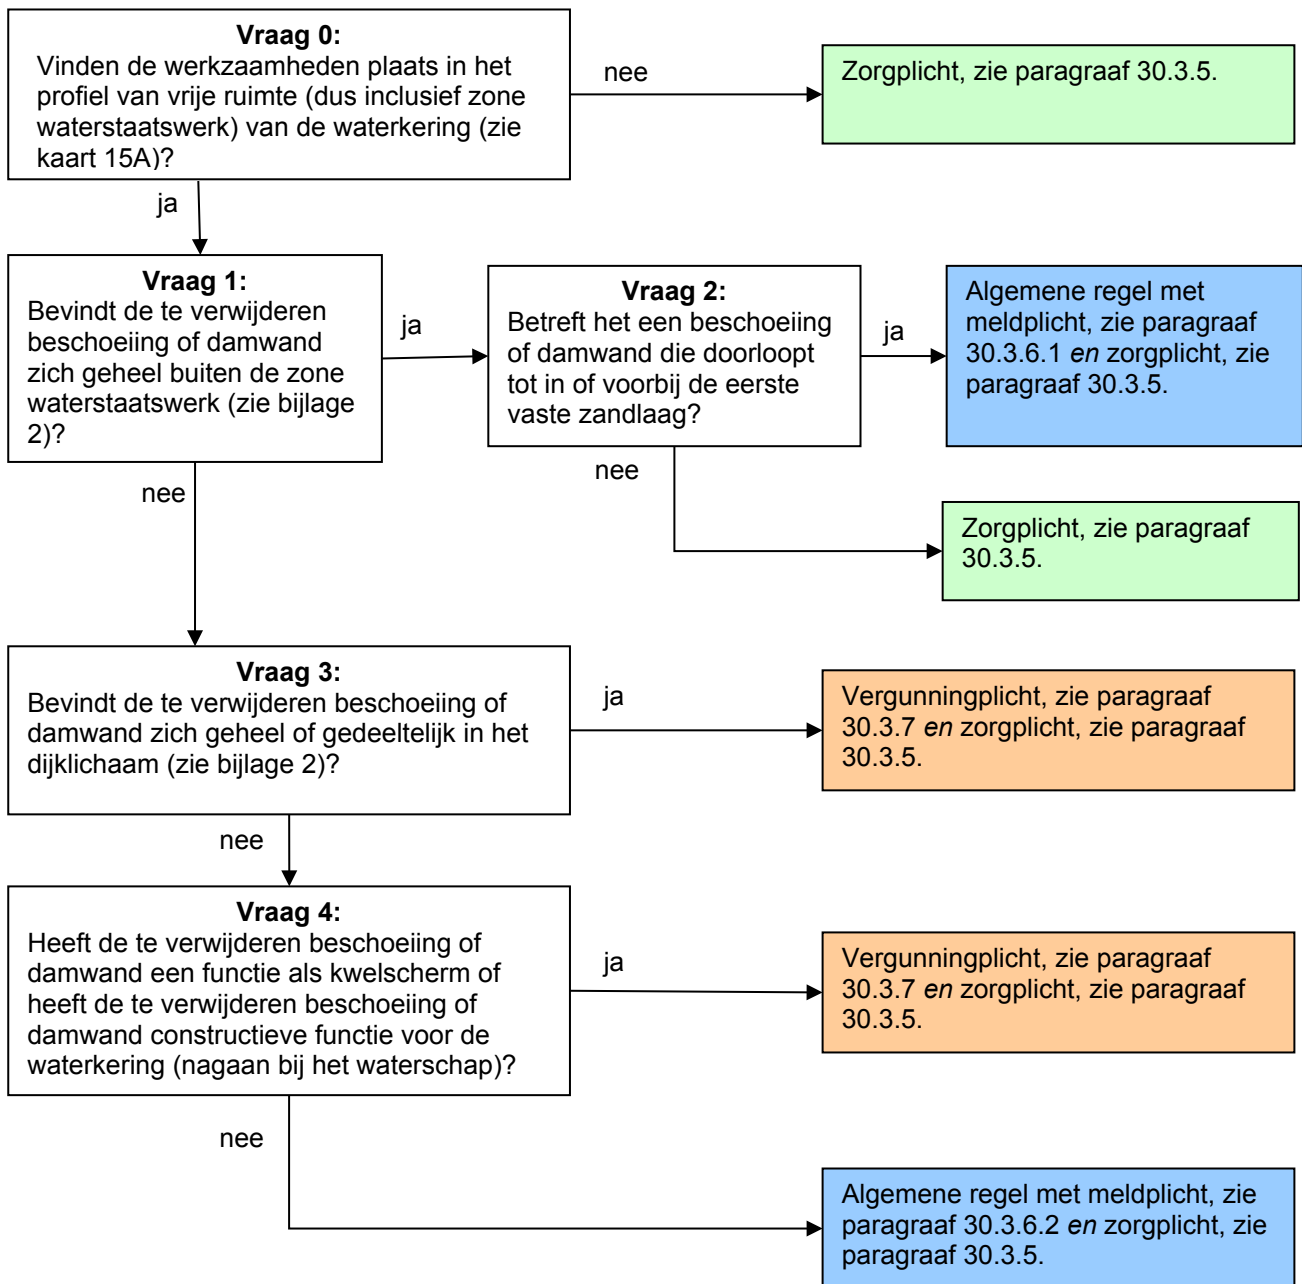 Vraag 0:
Vinden de werkzaamheden plaats in het
profiel van vrije ruimte (dus inclusief zone
waterstaatswerk) van de waterkering (zie
kaart 15A)?
nee
Zorgplicht, zie paragraaf 30.3.5.
ja
Vraag 1:
Bevindt de te verwijderen
beschoeiing of damwand
zich geheel buiten de zone
waterstaatswerk (zie bijlage
2)?
ja
Vraag 2:
Betreft het een beschoeiing
of damwand die doorloopt
tot in of voorbij de eerste
vaste zandlaag?
ja
Algemene regel met
meldplicht, zie paragraaf
30.3.6.1 en zorgplicht, zie
paragraaf 30.3.5.
nee
nee
Zorgplicht, zie paragraaf
30.3.5.
Vraag 3:
Bevindt de te verwijderen beschoeiing of
damwand zich geheel of gedeeltelijk in het
dijklichaam (zie bijlage 2)?
ja
Vergunningplicht, zie paragraaf
30.3.7 en zorgplicht, zie paragraaf
30.3.5.
nee
Vraag 4:
Heeft de te verwijderen beschoeiing of
damwand een functie als kwelscherm of
heeft de te verwijderen beschoeiing of
damwand constructieve functie voor de
waterkering (nagaan bij het waterschap)?
ja
Vergunningplicht, zie paragraaf
30.3.7 en zorgplicht, zie paragraaf
30.3.5.
nee
Algemene regel met meldplicht, zie
paragraaf 30.3.6.2 en zorgplicht, zie
paragraaf 30.3.5.